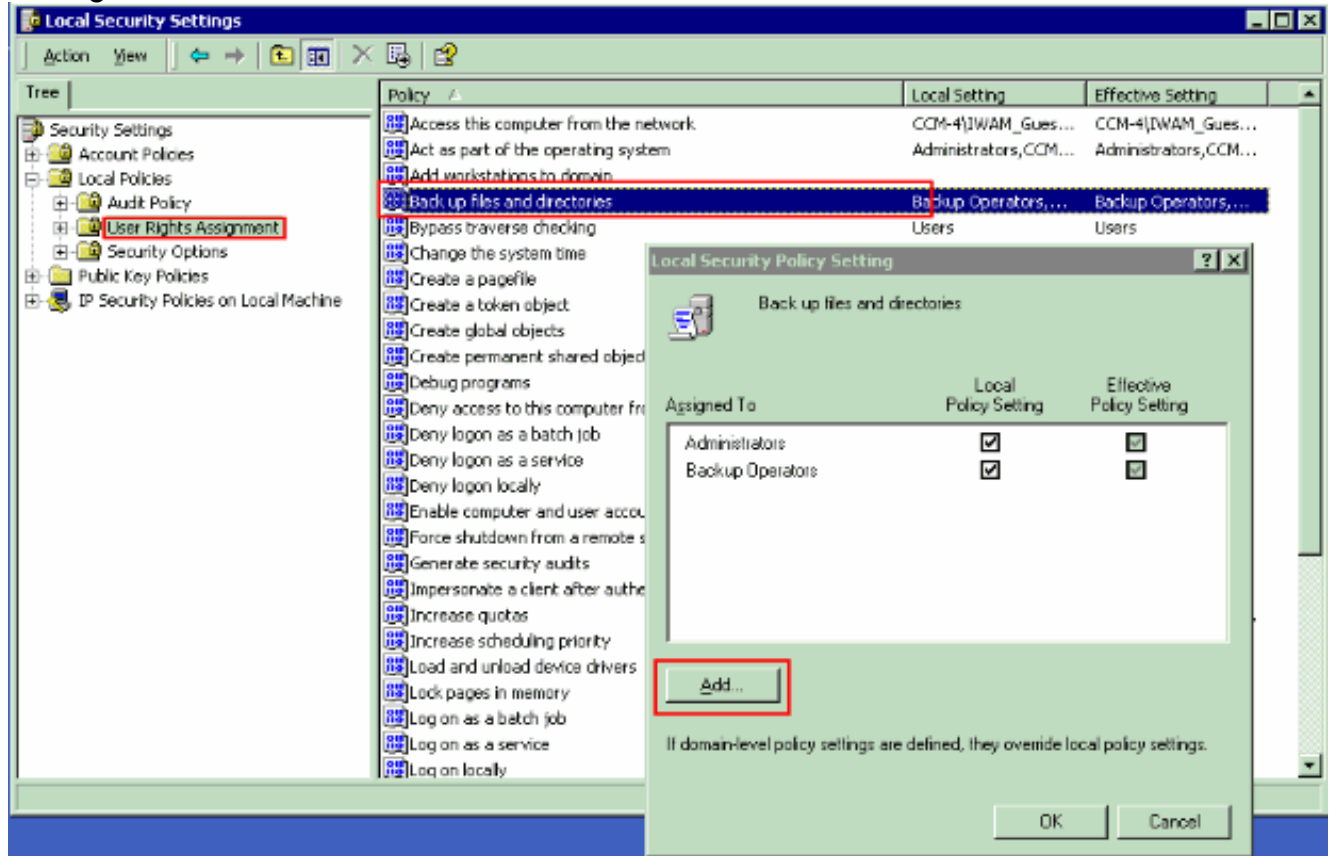 Local Security Settings
Action View
Tree
Policy Local Setting Effective Setting
Security Settings
Account Policies
Local Policies
Audit Policy
User Rights Assignment
Security Options
Public Key Policies
IP Security Policies on Local Machine
Access this computer from the network CCM-4\IWAM_Gues... CCM-4\IWAM_Gues...
Act as part of the operating system Administrators,CCM... Administrators,CCM...
Add workstations to domain
Back up files and directories Backup Operators,... Backup Operators,...
Bypass traverse checking Users Users
Change the system time
Create a pagefile
Create a token object
Create global objects
Create permanent shared object
Debug programs
Deny access to this computer fr
Deny logon as a batch job
Deny logon as a service
Deny logon locally
Enable computer and user accou
Force shutdown from a remote s
Generate security audits
Impersonate a client after authe
Increase quotas
Increase scheduling priority
Load and unload device drivers
Lock pages in memory
Log on as a batch job
Log on as a service
Log on locally
Local Security Policy Setting
Back up files and directories
Local Effective
Assigned To Policy Setting Policy Setting
Administrators
Backup Operators
Add...
If domain-level policy settings are defined, they override local policy settings.
OK Cancel